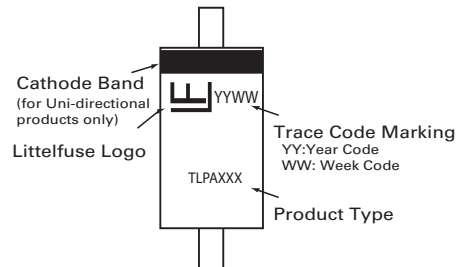 Cathode Band
(for Uni-directional
products only)
Littelfuse Logo
YYWW
Trace Code Marking
YY:Year Code
WW: Week Code
TLPAXXX
Product Type